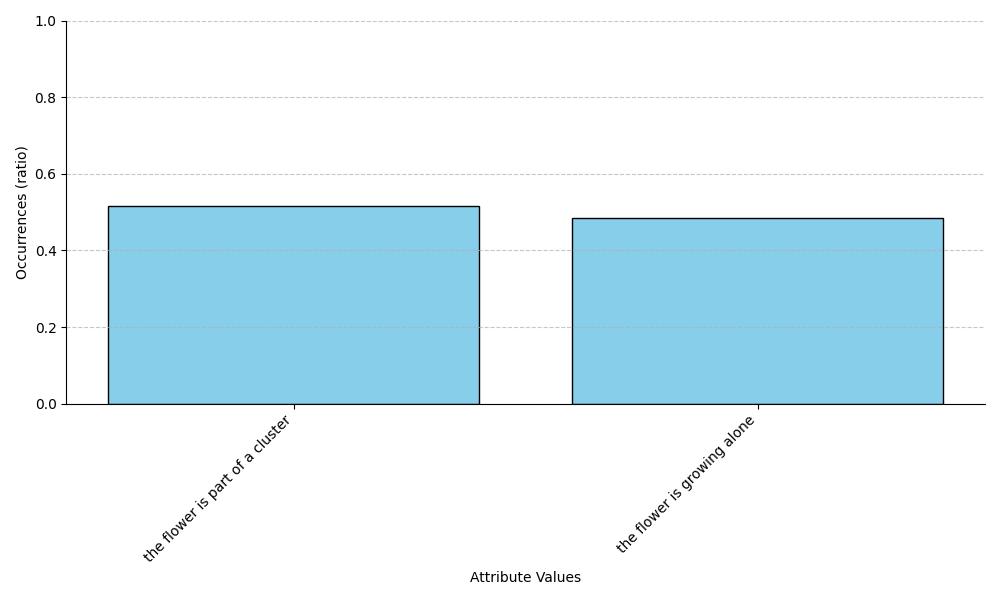 1.0
0.8
0.6
0.4
0.2
0.0
Occurrences (ratio)
the flower is part of a cluster
the flower is growing alone
Attribute Values